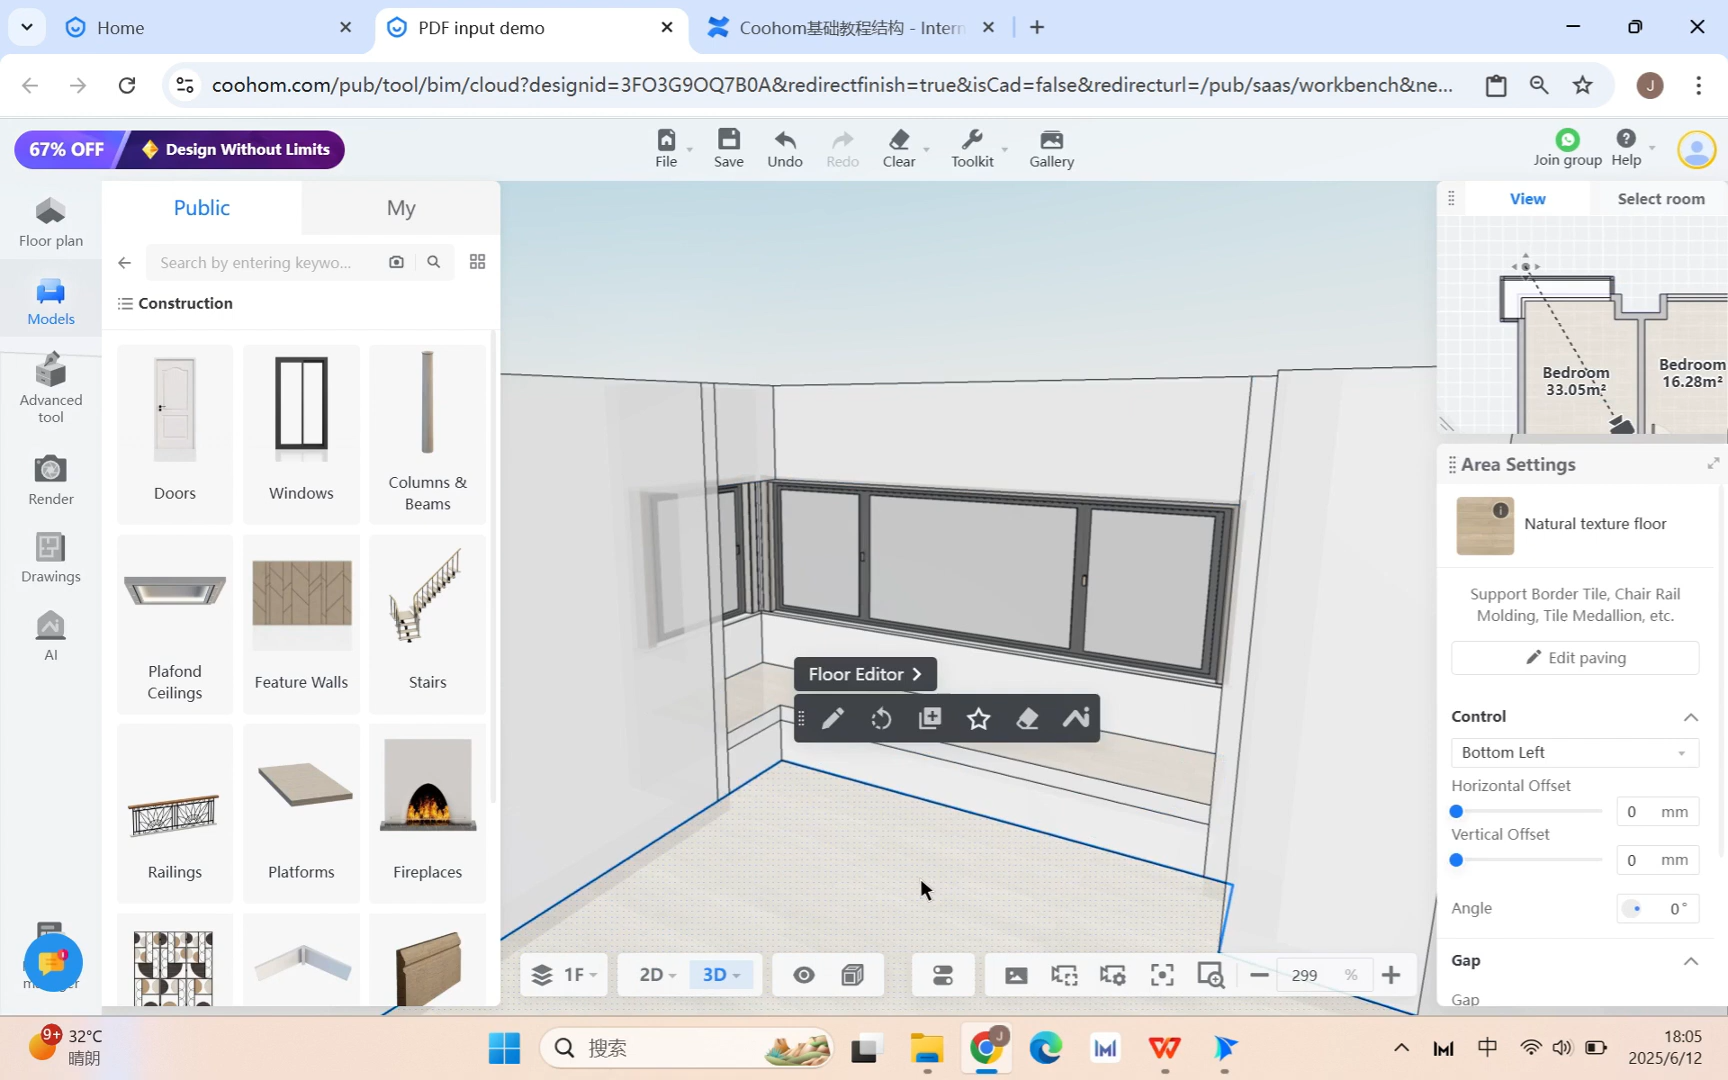 Home
PDF input demo
Coohom基础教程结构 - Intern
coohom.com/pub/tool/bim/cloud?designid=3FO3G9OQ7B0A&redirectfinish=true&isCad=false&redirecturl=/pub/saas/workbench&ne...
J
67% OFF
Design Without Limits
File
Save
Undo
Redo
Clear
Toolkit
Gallery
Join group
Help
Floor plan
Models
Advanced
tool
Render
Drawings
AI
Public
My
Search by entering keywo...
Construction
Doors
Windows
Columns &
Beams
Plafond
Ceilings
Feature Walls
Stairs
Railings
Platforms
Fireplaces
Floor Editor
1F
2D
3D
299
%
View
Select room
Bedroom
33.05m²
Bedroom
16.28m²
Area Settings
Natural texture floor
Support Border Tile, Chair Rail
Molding, Tile Medallion, etc.
Edit paving
Control
Bottom Left
Horizontal Offset
0 mm
Vertical Offset
0 mm
Angle
0°
Gap
Gap
9+
32°C
晴朗
搜索
J
中
18:05
2025/6/12